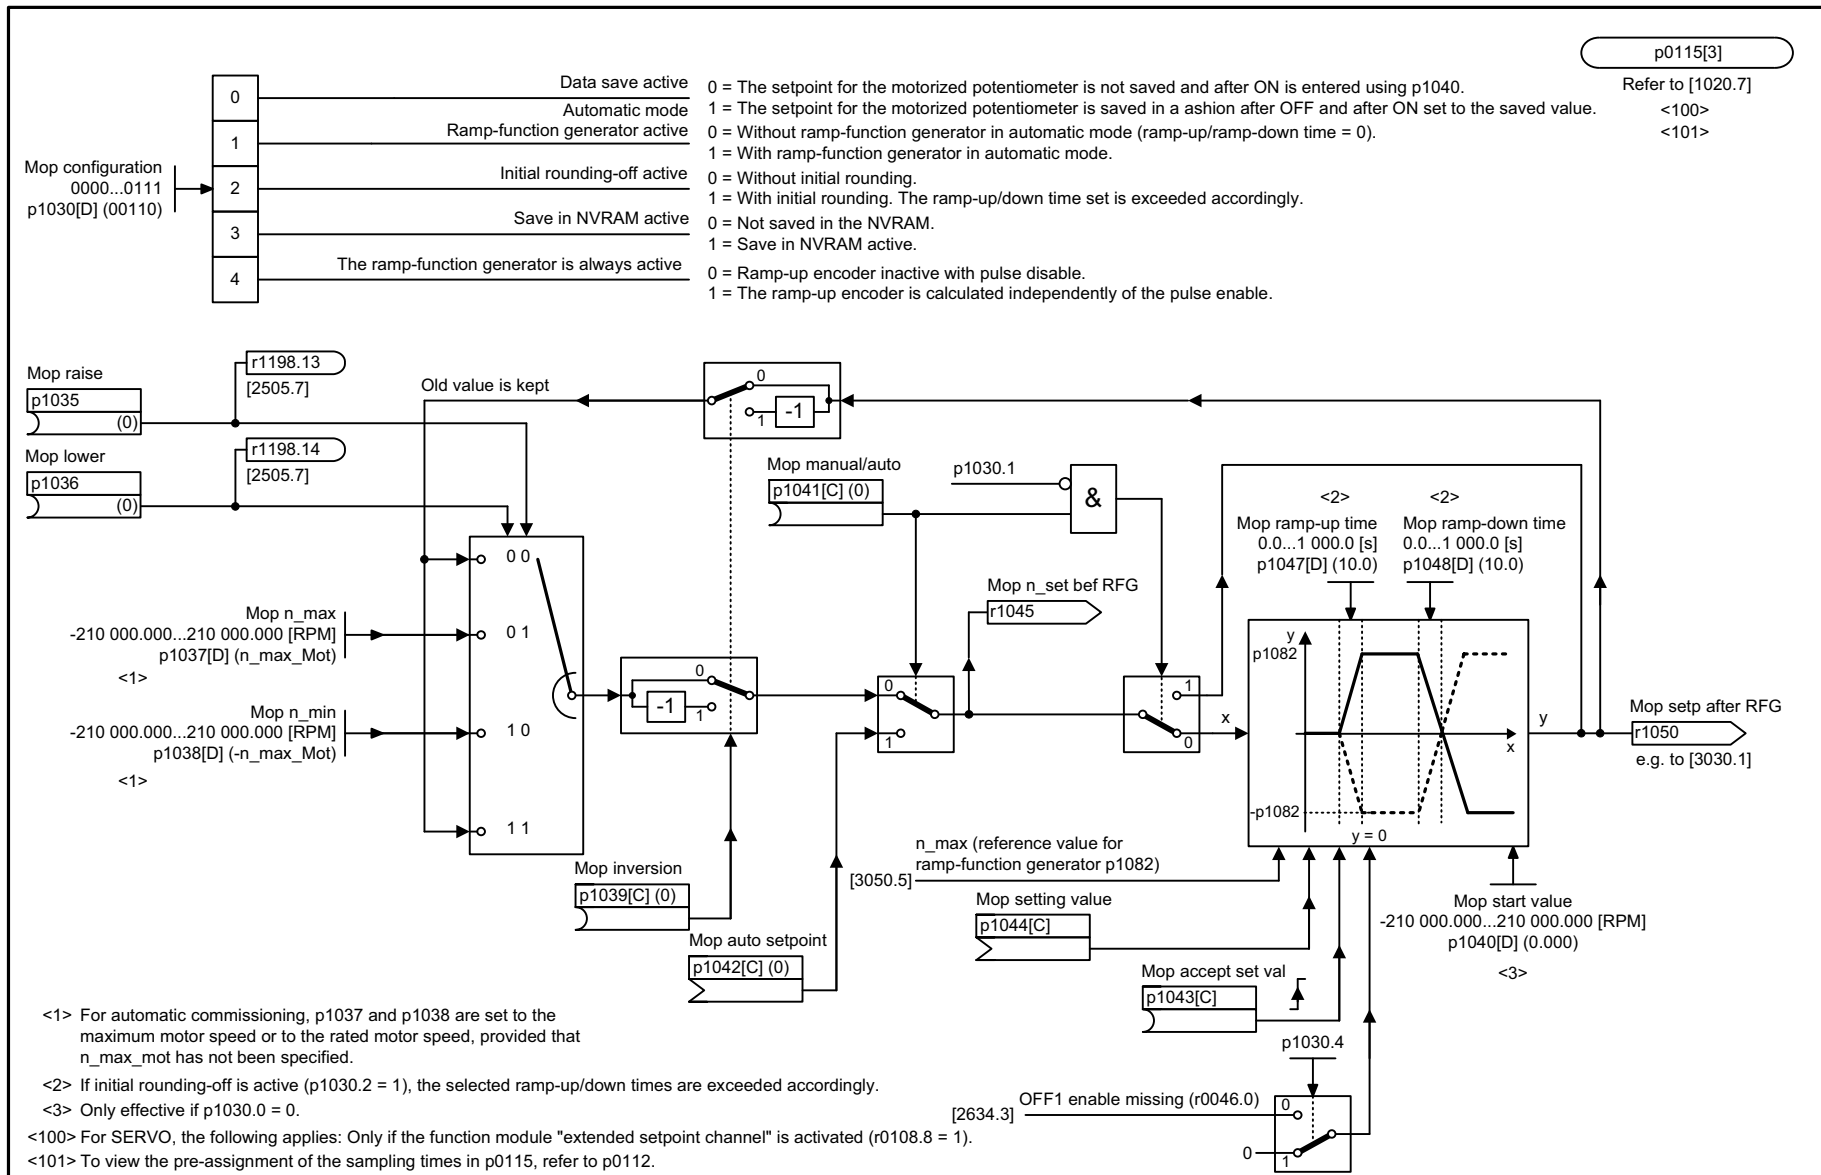 p0115[3]
Refer to [1020.7]
<100>
<101>
0
1
2
3
4
Mop configuration
0000...0111
p1030[D] (00110)
Data save active
0 = The setpoint for the motorized potentiometer is not saved and after ON is entered using p1040.
Automatic mode
1 = The setpoint for the motorized potentiometer is saved in a ashion after OFF and after ON set to the saved value.
Ramp-function generator active
0 = Without ramp-function generator in automatic mode (ramp-up/ramp-down time = 0).
1 = With ramp-function generator in automatic mode.
Initial rounding-off active
0 = Without initial rounding.
1 = With initial rounding. The ramp-up/down time set is exceeded accordingly.
Save in NVRAM active
0 = Not saved in the NVRAM.
1 = Save in NVRAM active.
The ramp-function generator is always active
0 = Ramp-up encoder inactive with pulse disable.
1 = The ramp-up encoder is calculated independently of the pulse enable.
Mop raise
p1035
(0)
r1198.13
[2505.7]
Mop lower
p1036
(0)
r1198.14
[2505.7]
Old value is kept
0
1
-1
Mop manual/auto
p1041[C] (0)
p1030.1
&
<2>
Mop ramp-up time
0.0...1 000.0 [s]
p1047[D] (10.0)
<2>
Mop ramp-down time
0.0...1 000.0 [s]
p1048[D] (10.0)
0 0
0 1
1 0
1 1
Mop n_max
-210 000.000...210 000.000 [RPM]
p1037[D] (n_max_Mot)
<1>
Mop n_min
-210 000.000...210 000.000 [RPM]
p1038[D] (-n_max_Mot)
<1>
0
-1
1
0
1
Mop n_set bef RFG
r1045
1
0
x
y
p1082
x
-p1082
y = 0
y
Mop setp after RFG
r1050
e.g. to [3030.1]
n_max (reference value for
ramp-function generator p1082)
[3050.5]
Mop inversion
p1039[C] (0)
Mop auto setpoint
p1042[C] (0)
Mop setting value
p1044[C]
Mop accept set val
p1043[C]
Mop start value
-210 000.000...210 000.000 [RPM]
p1040[D] (0.000)
<3>
p1030.4
OFF1 enable missing (r0046.0)
[2634.3]
0
0
1
<1> For automatic commissioning, p1037 and p1038 are set to the
maximum motor speed or to the rated motor speed, provided that
n_max_mot has not been specified.
<2> If initial rounding-off is active (p1030.2 = 1), the selected ramp-up/down times are exceeded accordingly.
<3> Only effective if p1030.0 = 0.
<100> For SERVO, the following applies: Only if the function module "extended setpoint channel" is activated (r0108.8 = 1).
<101> To view the pre-assignment of the sampling times in p0115, refer to p0112.